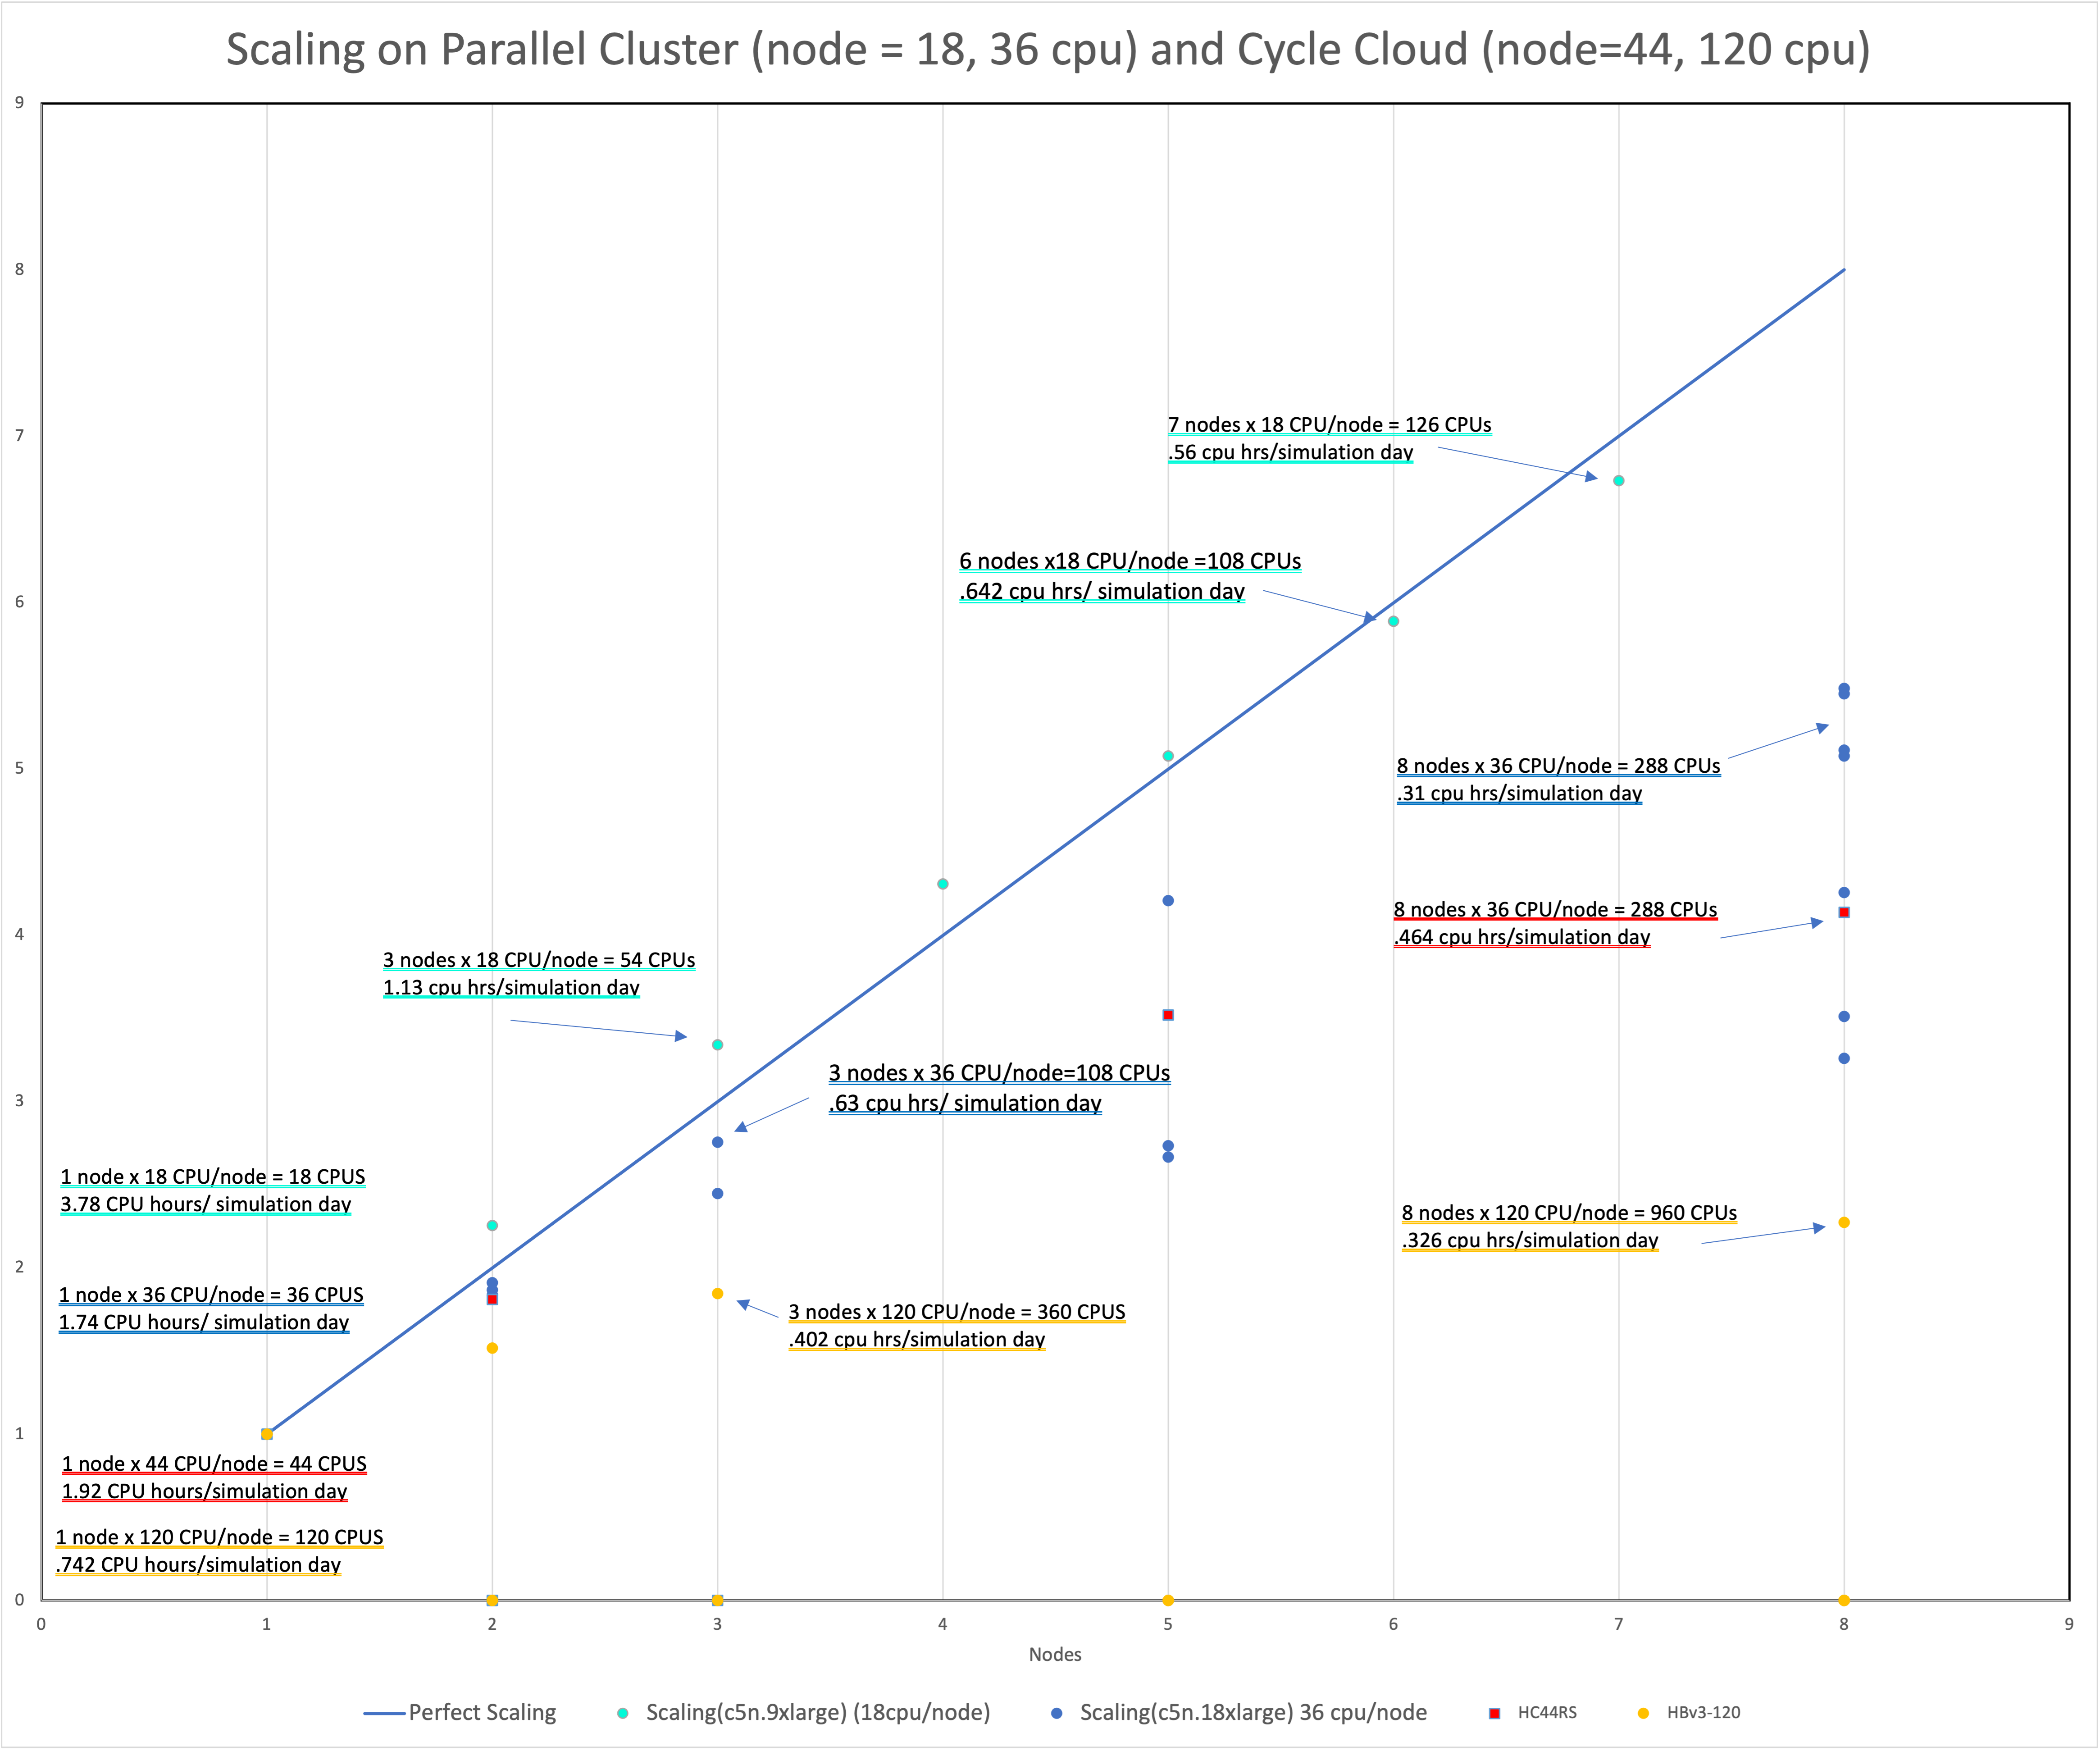 Scaling on Parallel Cluster (node = 18, 36 cpu) and Cycle Cloud (node=44, 120 cpu)
9
8
7
6
5
4
3
2
1
0
7 nodes x 18 CPU/node = 126 CPUs
.56 cpu hrs/simulation day
6 nodes x18 CPU/node =108 CPUs
.642 cpu hrs/ simulation day
8 nodes x 36 CPU/node = 288 CPUs
.31 cpu hrs/simulation day
8 nodes x 36 CPU/node = 288 CPUs
.464 cpu hrs/simulation day
3 nodes x 18 CPU/node = 54 CPUs
1.13 cpu hrs/simulation day
3 nodes x 36 CPU/node=108 CPUs
.63 cpu hrs/ simulation day
1 node x 18 CPU/node = 18 CPUS
3.78 CPU hours/ simulation day
8 nodes x 120 CPU/node = 960 CPUs
.326 cpu hrs/simulation day
1 node x 36 CPU/node = 36 CPUS
1.74 CPU hours/ simulation day
3 nodes x 120 CPU/node = 360 CPUS
.402 cpu hrs/simulation day
1 node x 44 CPU/node = 44 CPUS
1.92 CPU hours/simulation day
1 node x 120 CPU/node = 120 CPUS
.742 CPU hours/simulation day
0 1 2 3 4 5 6 7 8 9
Nodes
Perfect Scaling Scaling(c5n.9xlarge) (18cpu/node) Scaling(c5n.18xlarge) 36 cpu/node HC44RS HBv3-120